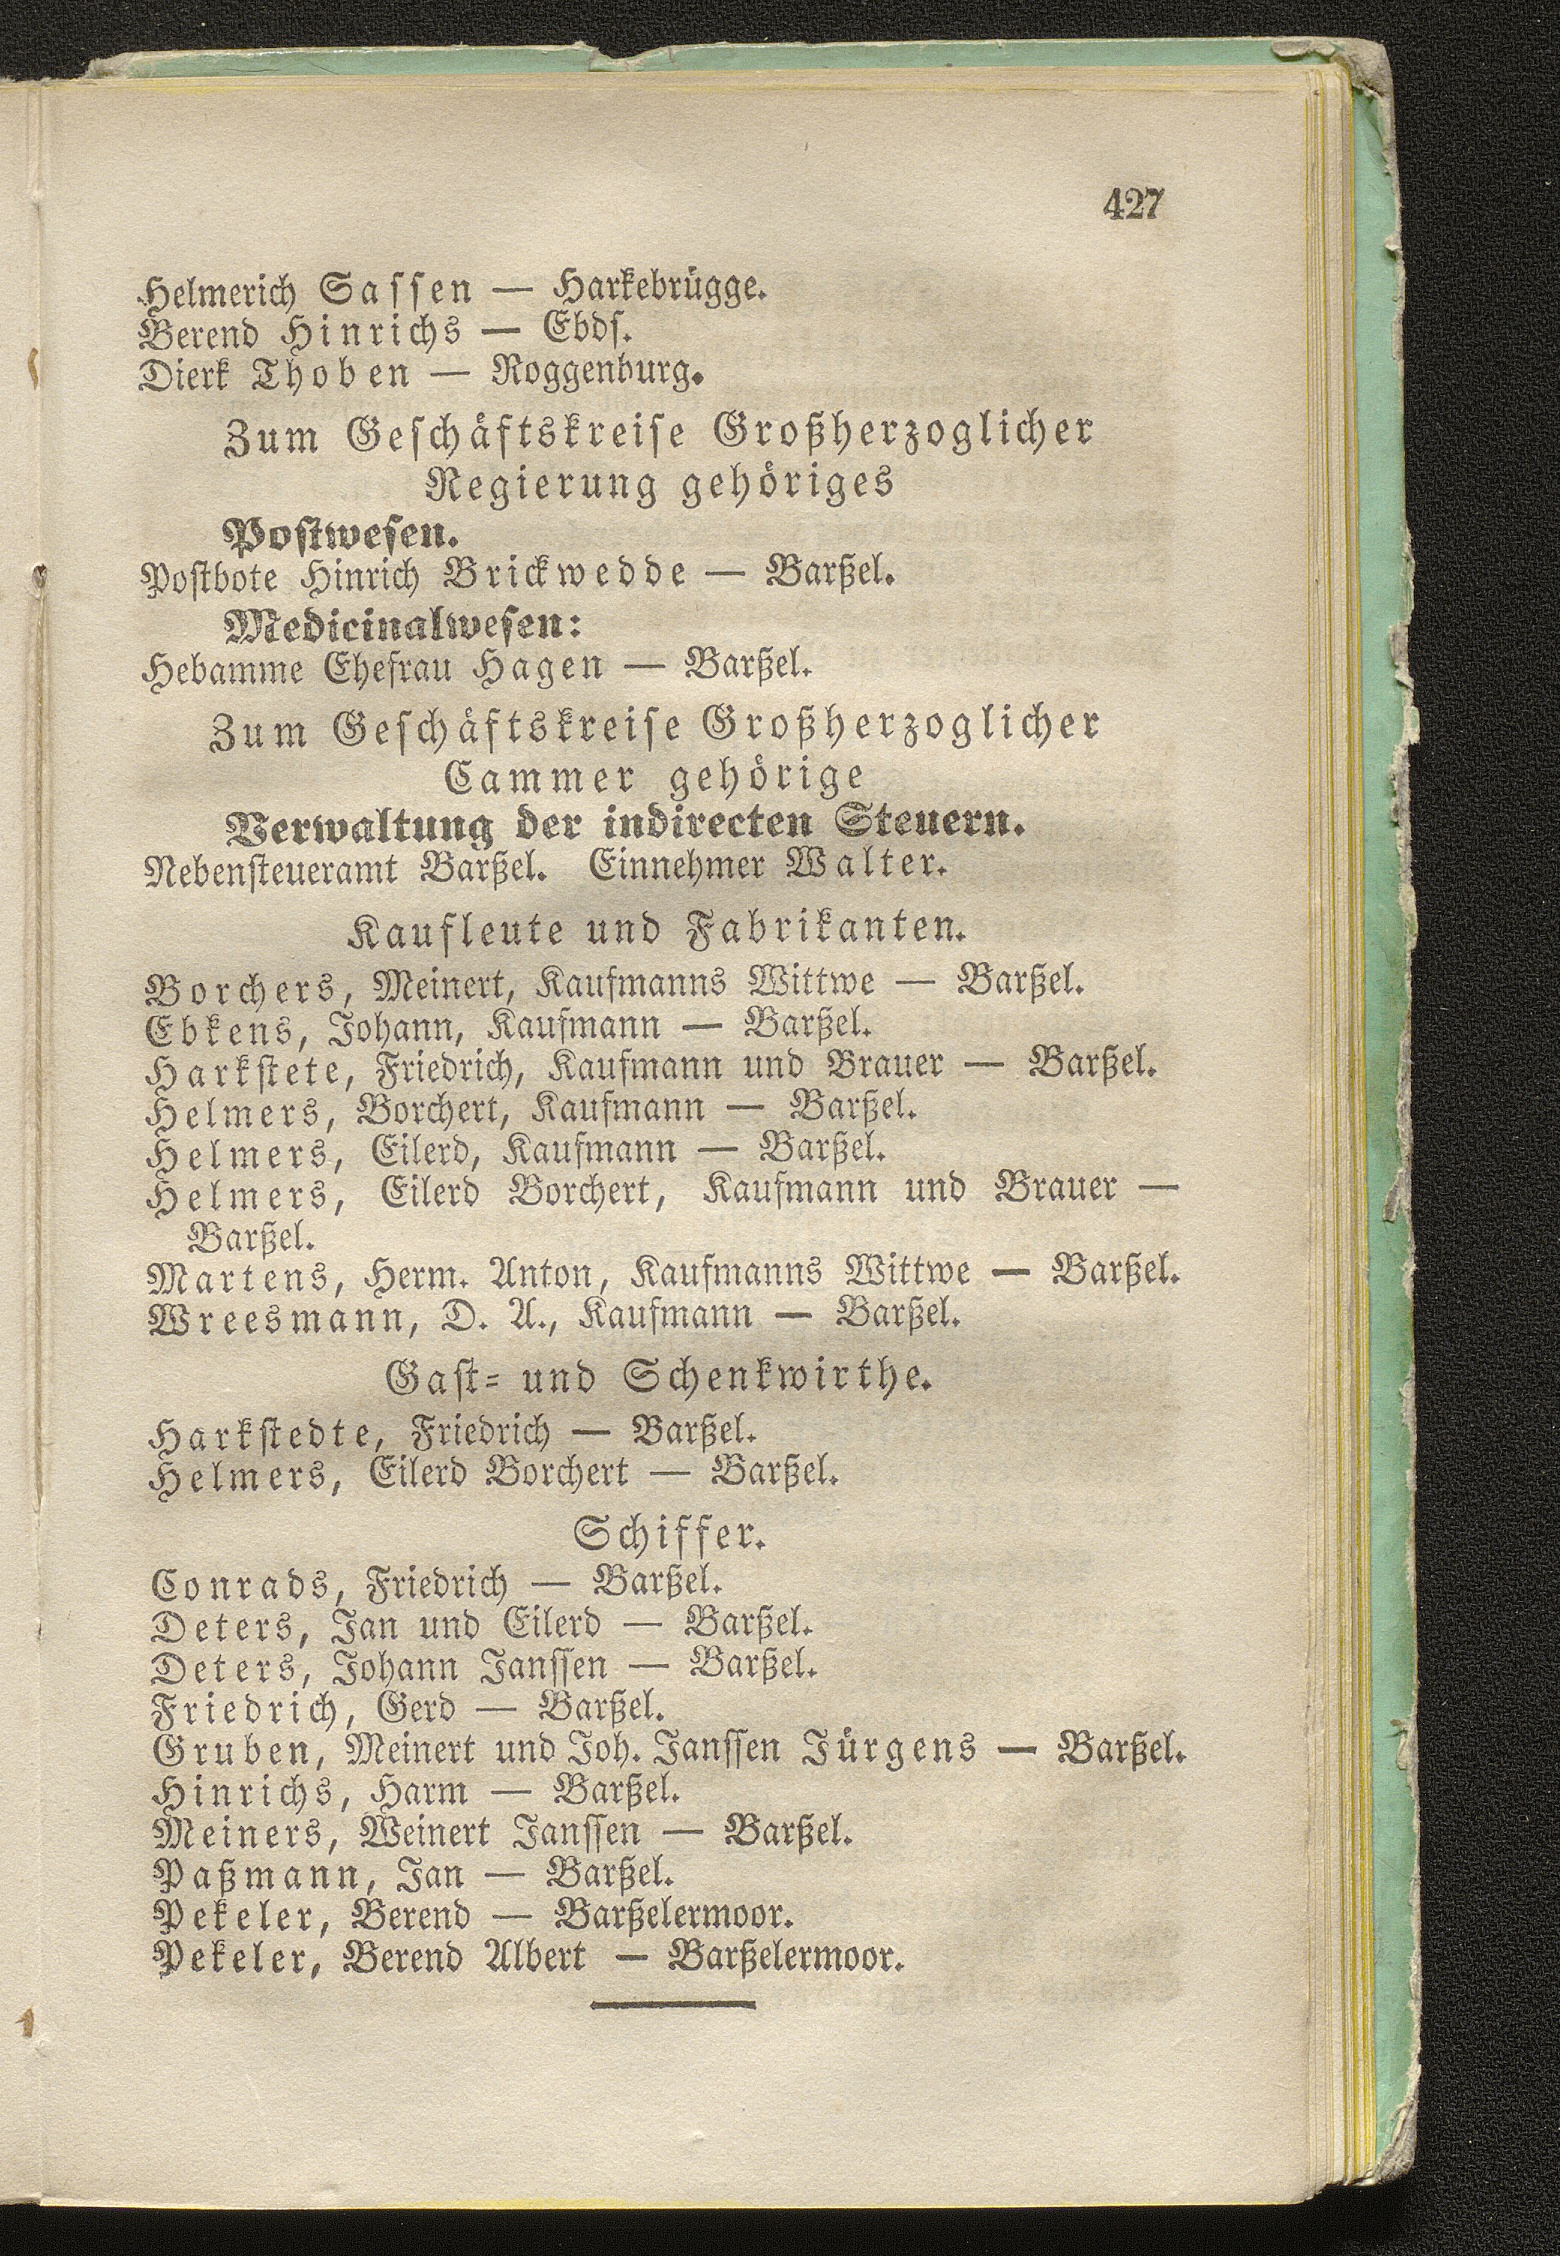 427
Helmerich Sassen — Harkebrügge.
Berend Hinrichs — Ebds.
Dierk Thoben — Roggenburg.
Zum Geschäftskreise Großherzoglicher
Regierung gehöriges
Postwesen.
Postbote Hinrich Brickwedde — Barßel.
Medicinalwesen:
Hebamme Ehefrau Hagen — Barßel.
Zum Geschäftskreise Großherzoglicher
Cammer gehörige
Verwaltung der indirecten Steuern.
Nebensteueramt Barßel. Einnehmer Walter.
Kaufleute und Fabrikanten.
Borchers, Meinert, Kaufmanns Wittwe — Barßel.
Ebkens, Johann, Kaufmann — Barßel.
Harkstete, Friedrich, Kaufmann und Brauer — Barßel.
Helmers, Borchert, Kaufmann — Barßel.
Helmers, Eilerd, Kaufmann — Barßel.
Helmers, Eilerd Borchert, Kaufmann und Brauer —
Barßel.
Martens, Herm. Anton, Kaufmanns Wittwe — Barßel.
Wreesmann, D. A., Kaufmann — Barßel.
Gast- und Schenkwirthe.
Harkstedte, Friedrich — Barßel.
Helmers, Eilerd Borchert — Barßel.
Schiffer.
Conrads, Friedrich — Barßel.
Deters, Jan und Eilerd — Barßel.
Deters, Johann Janssen — Barßel.
Friedrich, Gerd — Barßel.
Gruben, Meinert und Joh. Janssen Jürgens — Barßel.
Hinrichs, Harm — Barßel.
Meiners, Weinert Janssen — Barßel.
Paßmann, Jan — Barßel.
Pekeler, Berend — Barßelermoor.
Pekeler, Berend Albert — Barßelermoor.